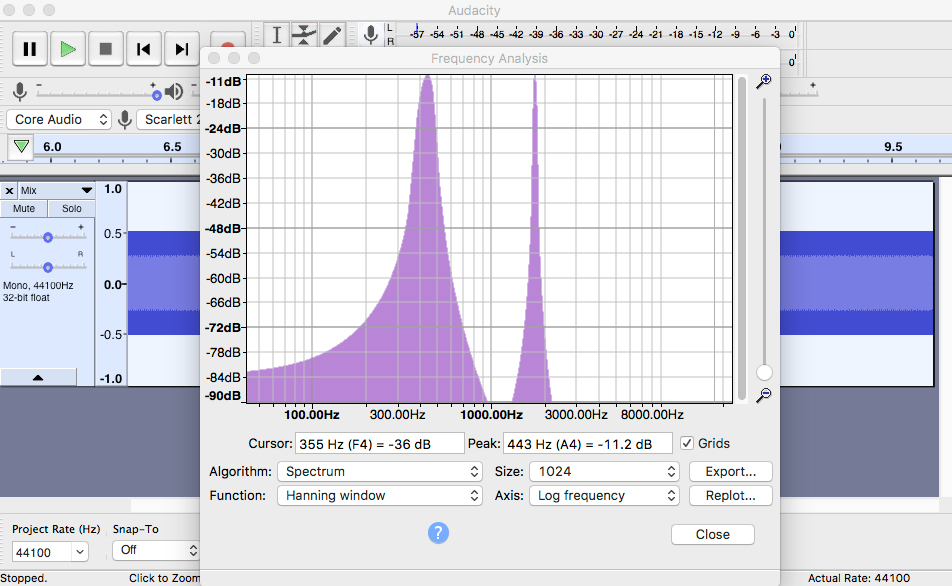 Audacity
L
R
-57 -54 -51 -48 -45 -42 -39 -36 -33 -30 -27 -24 -21 -18 -15 -12 -9 -6 -3 0
0
Frequency Analysis
- +
-
+
Core Audio
Scarlett 2
6.0 6.5 9.5
x Mix
Mute Solo
- +
L R
Mono, 44100Hz
32-bit float
1.0
0.5-
0.0-
-0.5-
-1.0
-11dB
-18dB
-24dB
-30dB
-36dB
-42dB
-48dB
-54dB
-60dB
-66dB
-72dB
-78dB
-84dB
-90dB
100.00Hz 300.00Hz 1000.00Hz 3000.00Hz 8000.00Hz
Cursor: 355 Hz (F4) = -36 dB Peak: 443 Hz (A4) = -11.2 dB Grids
Algorithm: Spectrum Size: 1024 Export...
Function: Hanning window Axis: Log frequency Replot...
? Close
Project Rate (Hz) Snap-To
44100 Off
Stopped. Click to Zoom Actual Rate: 44100